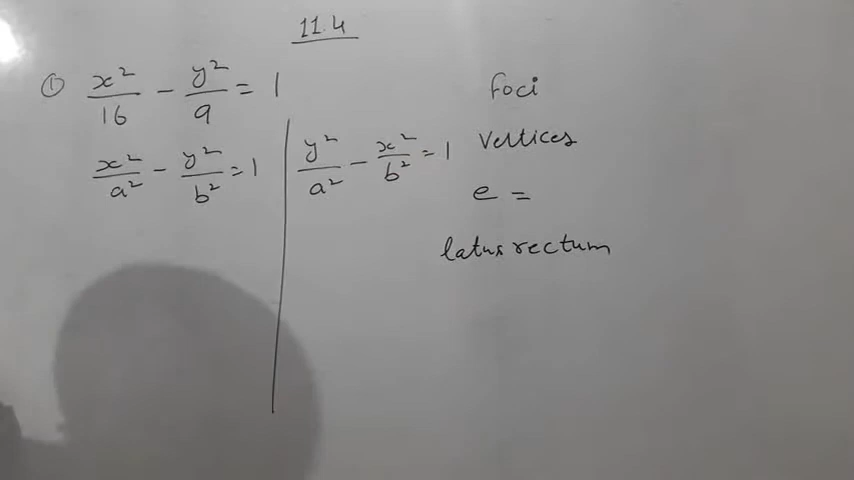 11.4
① x²/16 - y²/9 = 1
x²/a² - y²/b² = 1
y²/a² - x²/b² = 1
foci
vertices
e =
latus rectum